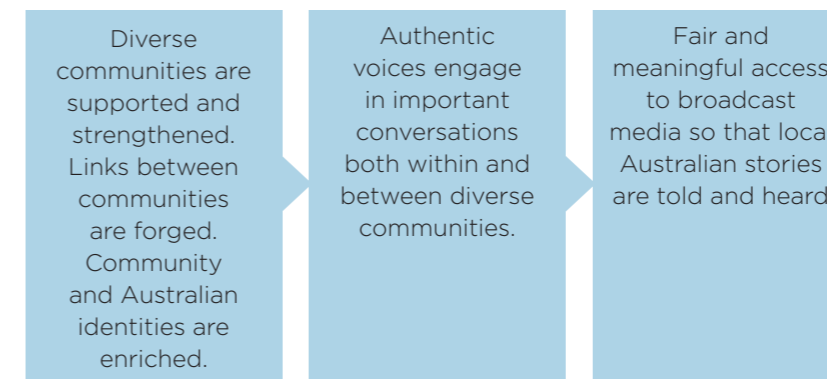 Diverse
communities are
supported and
strengthened.
Links between
communities
are forged.
Community
and Australian
identities are
enriched.
Authentic
voices engage
in important
conversations
both within and
between diverse
communities.
Fair and
meaningful access
to broadcast
media so that loca
Australian stories
are told and heard